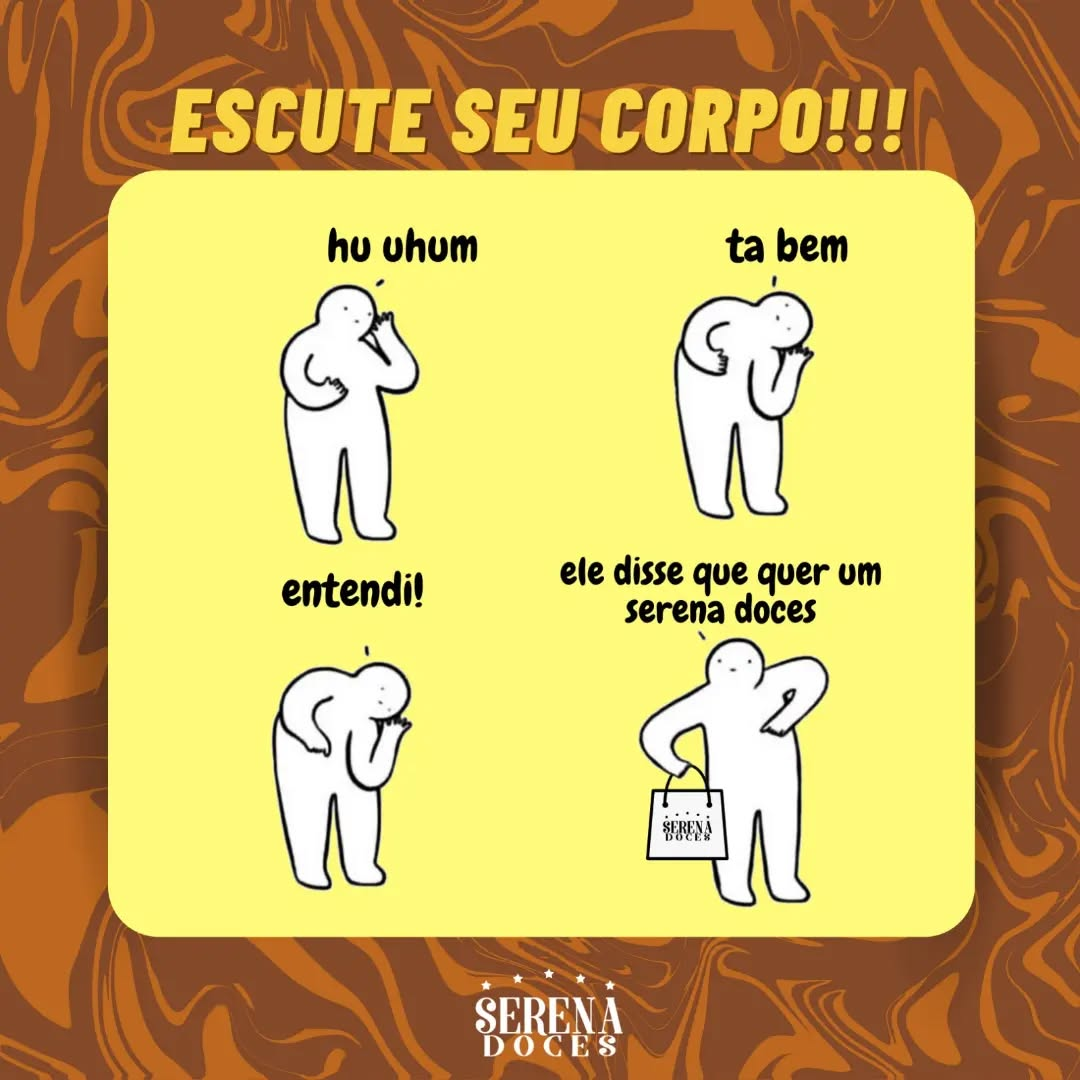 ESCUTE SEU CORPO!!!
hu uhum
ta bem
entendi!
ele disse que quer um
serena doces
SERENA
DOCES
SERENA
DOCES